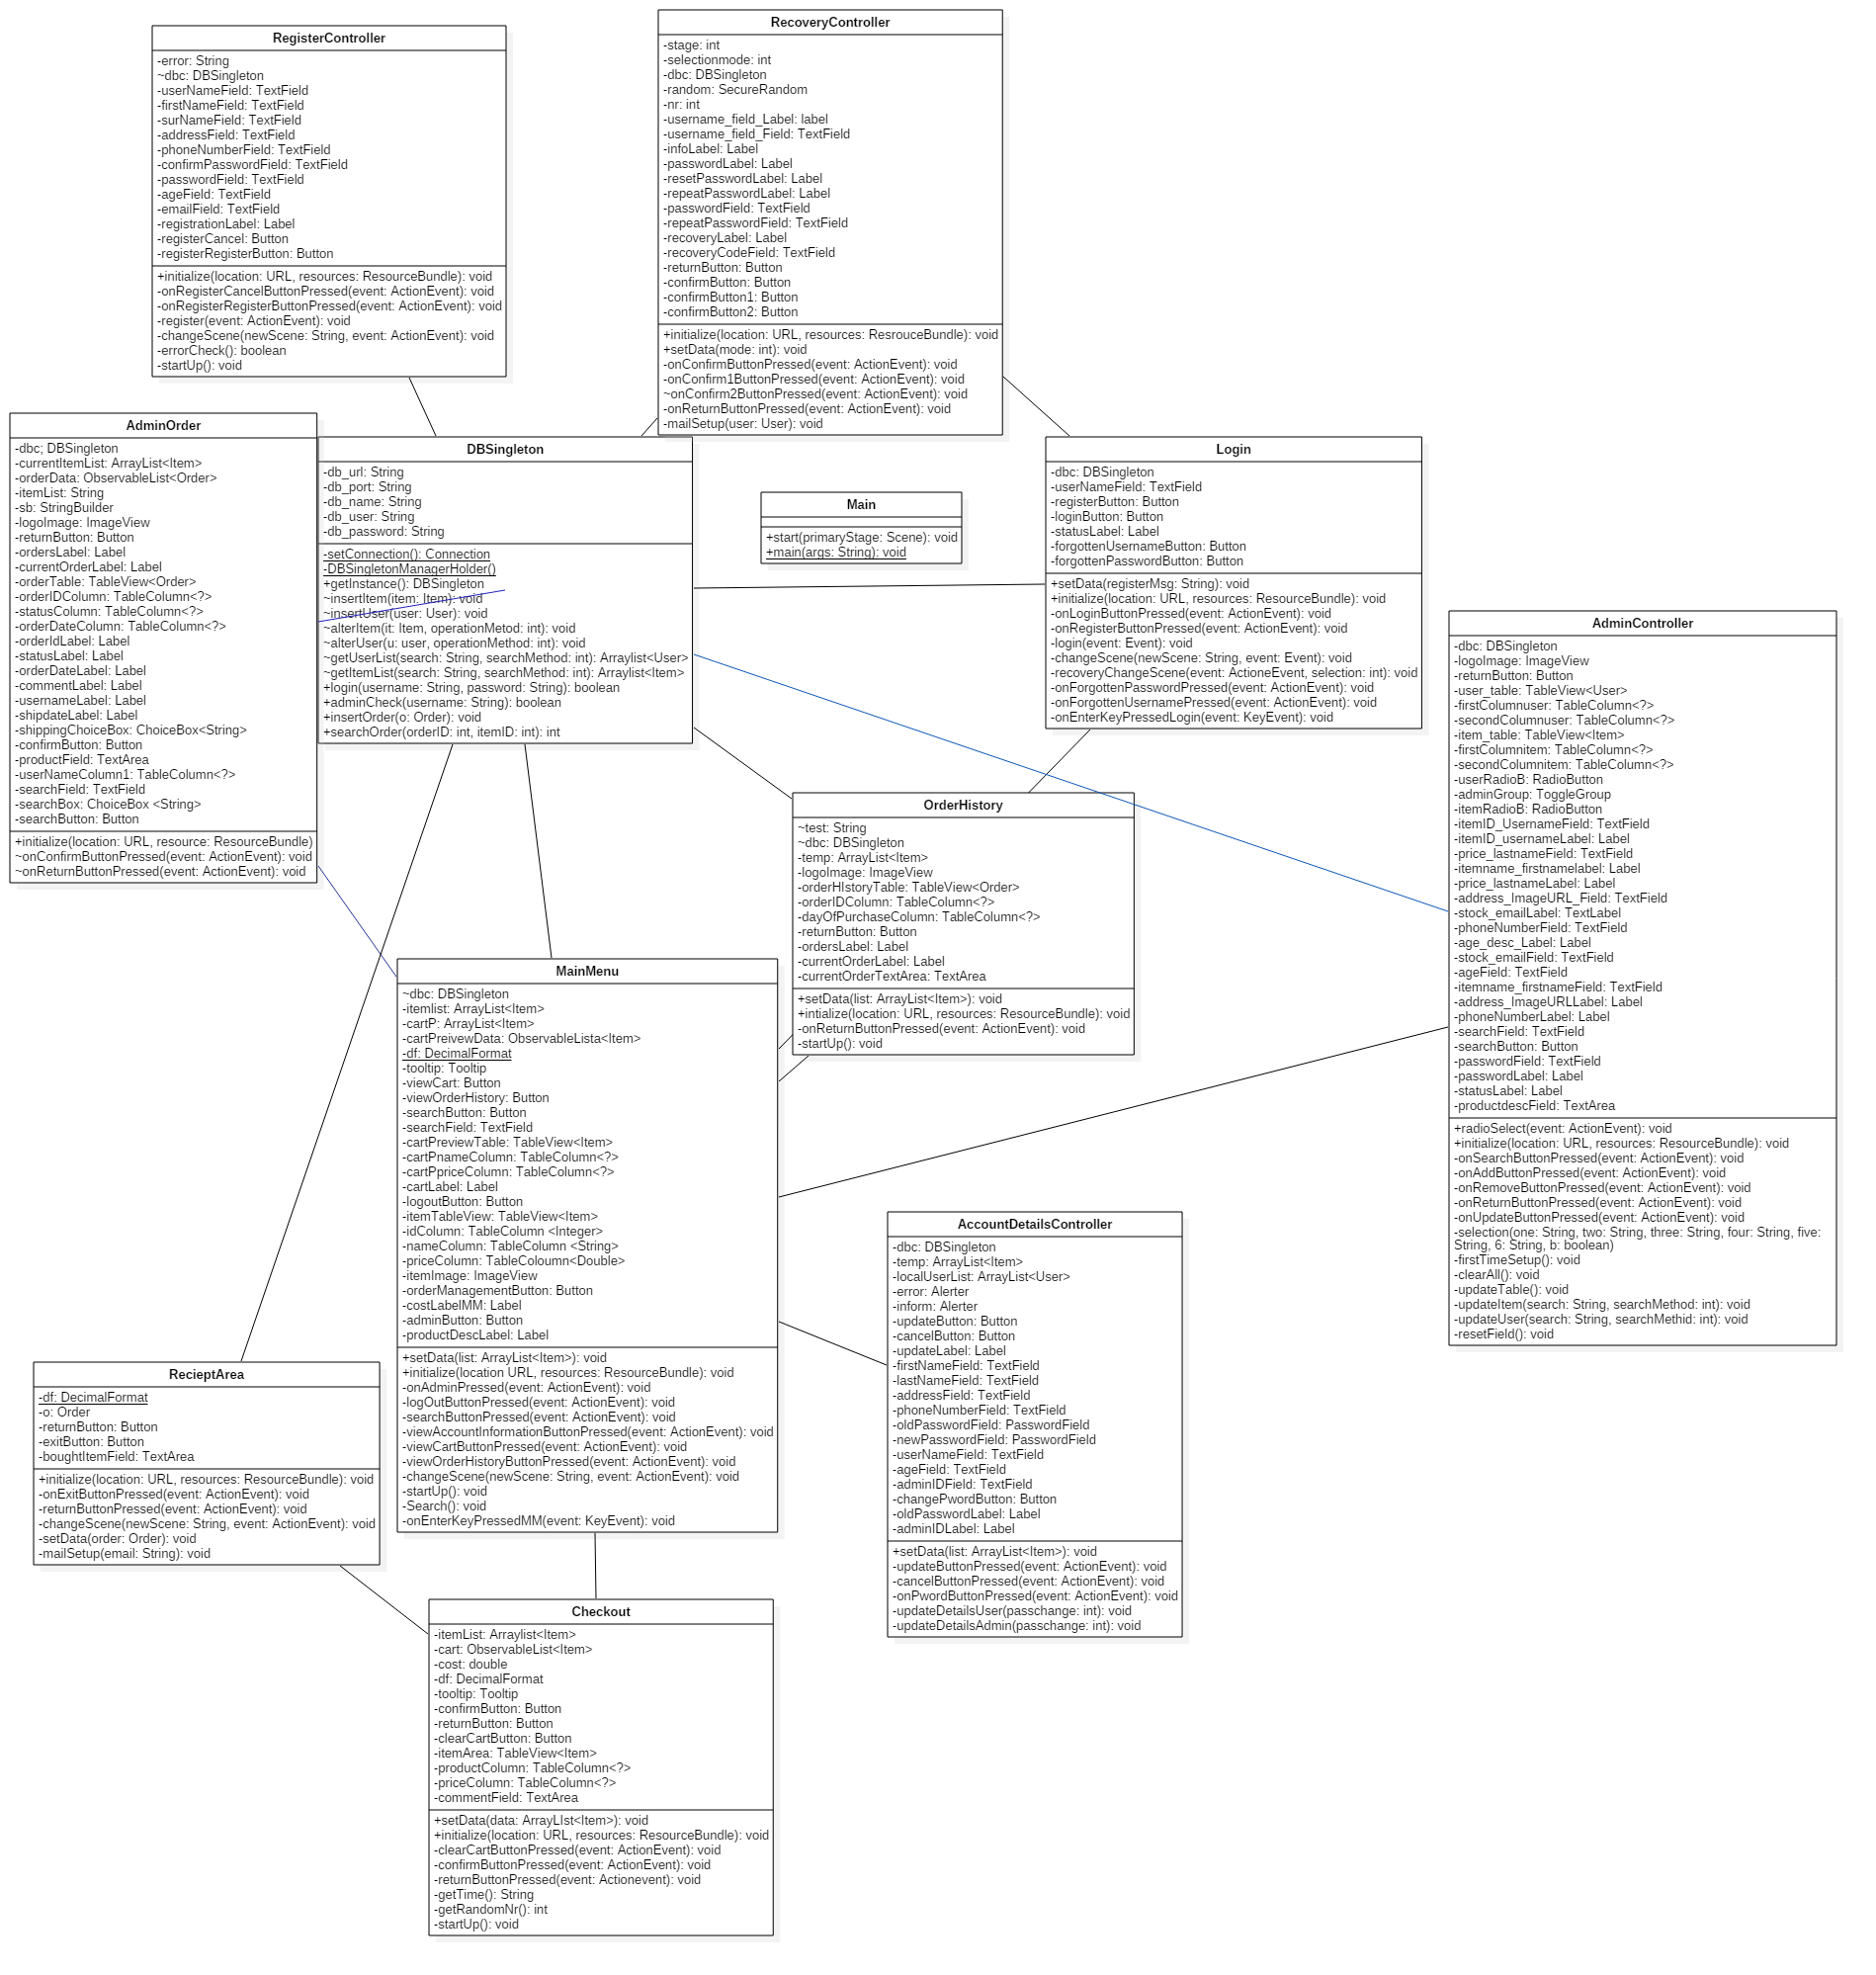 RegisterController
-error: String
~dbc: DBSingleton
-userNameField: TextField
-firstNameField: TextField
-surNameField: TextField
-addressField: TextField
-phoneNumberField: TextField
-confirmPasswordField: TextField
-passwordField: TextField
-ageField: TextField
-emailField: TextField
-registrationLabel: Label
-registerCancel: Button
-registerRegisterButton: Button
+initialize(location: URL, resources: ResourceBundle): void
-onRegisterCancelButtonPressed(event: ActionEvent): void
-onRegisterRegisterButtonPressed(event: ActionEvent): void
-register(event: ActionEvent): void
-changeScene(newScene: String, event: ActionEvent): void
-errorCheck(): boolean
-startUp(): void
RecoveryController
-stage: int
-selectionmode: int
-dbc: DBSingleton
-random: SecureRandom
-nr: int
-username_field_Label: label
-username_field_Field: TextField
-infoLabel: Label
-passwordLabel: Label
-resetPasswordLabel: Label
-repeatPasswordLabel: Label
-passwordField: TextField
-repeatPasswordField: TextField
-recoveryLabel: Label
-recoveryCodeField: TextField
-returnButton: Button
-confirmButton: Button
-confirmButton1: Button
-confirmButton2: Button
+initialize(location: URL, resources: ResrouceBundle): void
+setData(mode: int): void
-onConfirmButtonPressed(event: ActionEvent): void
-onConfirm1ButtonPressed(event: ActionEvent): void
~onConfirm2ButtonPressed(event: ActionEvent): void
-onReturnButtonPressed(event: ActionEvent): void
-mailSetup(user: User): void
AdminOrder
-dbc; DBSingleton
-currentItemList: ArrayList<Item>
-orderData: ObservableList<Order>
-itemList: String
-sb: StringBuilder
-logoImage: ImageView
-returnButton: Button
-ordersLabel: Label
-currentOrderLabel: Label
-orderTable: TableView<Order>
-orderIDColumn: TableColumn<?>
-statusColumn: TableColumn<?>
-orderDateColumn: TableColumn<?>
-orderIdLabel: Label
-statusLabel: Label
-orderDateLabel: Label
-commentLabel: Label
-usernameLabel: Label
-shipdateLabel: Label
-shippingChoiceBox: ChoiceBox<String>
-confirmButton: Button
-productField: TextArea
-userNameColumn1: TableColumn<?>
-searchField: TextField
-searchBox: ChoiceBox <String>
-searchButton: Button
+initialize(location: URL, resource: ResourceBundle)
~onConfirmButtonPressed(event: ActionEvent): void
~onReturnButtonPressed(event: ActionEvent): void
DBSingleton
-db_url: String
-db_port: String
-db_name: String
-db_user: String
-db_password: String
-setConnection(): Connection
-DBSingletonManagerHolder()
+getInstance(): DBSingleton
~insertItem(item: Item): void
~insertUser(user: User): void
~alterItem(it: Item, operationMetod: int): void
~alterUser(u: user, operationMethod: int): void
~getUserList(search: String, searchMethod: int): Arraylist<User>
~getItemList(search: String, searchMethod: int): Arraylist<Item>
+login(username: String, password: String): boolean
+adminCheck(username: String): boolean
+insertOrder(o: Order): void
+searchOrder(orderID: int, itemID: int): int
Main
+start(primaryStage: Scene): void
+main(args: String): void
Login
-dbc: DBSingleton
-userNameField: TextField
-registerButton: Button
-loginButton: Button
-statusLabel: Label
-forgottenUsernameButton: Button
-forgottenPasswordButton: Button
+setData(registerMsg: String): void
+initialize(location: URL, resources: ResourceBundle): void
-onLoginButtonPressed(event: ActionEvent): void
-onRegisterButtonPressed(event: ActionEvent): void
-login(event: Event): void
-changeScene(newScene: String, event: Event): void
-recoveryChangeScene(event: ActioneEvent, selection: int): void
-onForgottenPasswordPressed(event: ActionEvent): void
-onForgottenUsernamePressed(event: ActionEvent): void
-onEnterKeyPressedLogin(event: KeyEvent): void
AdminController
-dbc: DBSingleton
-logoImage: ImageView
-returnButton: Button
-user_table: TableView<User>
-firstColumnuser: TableColumn<?>
-secondColumnuser: TableColumn<?>
-item_table: TableView<Item>
-firstColumnitem: TableColumn<?>
-secondColumnitem: TableColumn<?>
-userRadioB: RadioButton
-adminGroup: ToggleGroup
-itemRadioB: RadioButton
-itemID_UsernameField: TextField
-itemID_usernameLabel: Label
-price_lastnameField: TextField
-itemname_firstnamelabel: Label
-price_lastnameLabel: Label
-address_ImageURL_Field: TextField
-stock_emailLabel: TextLabel
-phoneNumberField: TextField
-age_desc_Label: Label
-stock_emailField: TextField
-ageField: TextField
-itemname_firstnameField: TextField
-address_ImageURLLabel: Label
-phoneNumberLabel: Label
-searchField: TextField
-searchButton: Button
-passwordField: TextField
-passwordLabel: Label
-statusLabel: Label
-productdescField: TextArea
+radioSelect(event: ActionEvent): void
+initialize(location: URL, resources: ResourceBundle): void
-onSearchButtonPressed(event: ActionEvent): void
-onAddButtonPressed(event: ActionEvent): void
-onRemoveButtonPressed(event: ActionEvent): void
-onReturnButtonPressed(event: ActionEvent): void
-onUpdateButtonPressed(event: ActionEvent): void
-selection(one: String, two: String, three: String, four: String, five:
String, 6: String, b: boolean)
-firstTimeSetup(): void
-clearAll(): void
-updateTable(): void
-updateItem(search: String, searchMethod: int): void
-updateUser(search: String, searchMethid: int): void
-resetField(): void
OrderHistory
~test: String
~dbc: DBSingleton
-temp: ArrayList<Item>
-logoImage: ImageView
-orderHIstoryTable: TableView<Order>
-orderIDColumn: TableColumn<?>
-dayOfPurchaseColumn: TableColumn<?>
-returnButton: Button
-ordersLabel: Label
-currentOrderLabel: Label
-currentOrderTextArea: TextArea
+setData(list: ArrayList<Item>): void
+intialize(location: URL, resources: ResourceBundle): void
-onReturnButtonPressed(event: ActionEvent): void
-startUp(): void
MainMenu
~dbc: DBSingleton
-itemlist: ArrayList<Item>
-cartP: ArrayList<Item>
-cartPreivewData: ObservableLista<Item>
-df: DecimalFormat
-tooltip: Tooltip
-viewCart: Button
-viewOrderHistory: Button
-searchButton: Button
-searchField: TextField
-cartPreviewTable: TableView<Item>
-cartPnameColumn: TableColumn<?>
-cartPpriceColumn: TableColumn<?>
-cartLabel: Label
-logoutButton: Button
-itemTableView: TableView<Item>
-idColumn: TableColumn <Integer>
-nameColumn: TableColumn <String>
-priceColumn: TableColoumn<Double>
-itemImage: ImageView
-orderManagementButton: Button
-costLabelMM: Label
-adminButton: Button
-productDescLabel: Label
+setData(list: ArrayList<Item>): void
+initialize(location URL, resources: ResourceBundle): void
-onAdminPressed(event: ActionEvent): void
-logOutButtonPressed(event: ActionEvent): void
-searchButtonPressed(event: ActionEvent): void
-viewAccountInformationButtonPressed(event: ActionEvent): void
-viewCartButtonPressed(event: ActionEvent): void
-viewOrderHistoryButtonPressed(event: ActionEvent): void
-changeScene(newScene: String, event: ActionEvent): void
-startUp(): void
-Search(): void
-onEnterKeyPressedMM(event: KeyEvent): void
AccountDetailsController
-dbc: DBSingleton
-temp: ArrayList<Item>
-localUserList: ArrayList<User>
-error: Alerter
-inform: Alerter
-updateButton: Button
-cancelButton: Button
-updateLabel: Label
-firstNameField: TextField
-lastNameField: TextField
-addressField: TextField
-phoneNumberField: TextField
-oldPasswordField: PasswordField
-newPasswordField: PasswordField
-userNameField: TextField
-ageField: TextField
-adminIDField: TextField
-changePwordButton: Button
-oldPasswordLabel: Label
-adminIDLabel: Label
+setData(list: ArrayList<Item>): void
-updateButtonPressed(event: ActionEvent): void
-cancelButtonPressed(event: ActionEvent): void
-onPwordButtonPressed(event: ActionEvent): void
-updateDetailsUser(passchange: int): void
-updateDetailsAdmin(passchange: int): void
RecieptArea
-df: DecimalFormat
-o: Order
-returnButton: Button
-exitButton: Button
-boughtItemField: TextArea
+initialize(location: URL, resources: ResourceBundle): void
-onExitButtonPressed(event: ActionEvent): void
-returnButtonPressed(event: ActionEvent): void
-changeScene(newScene: String, event: ActionEvent): void
-setData(order: Order): void
-mailSetup(email: String): void
Checkout
-itemList: Arraylist<Item>
-cart: ObservableList<Item>
-cost: double
-df: DecimalFormat
-tooltip: Tooltip
-confirmButton: Button
-returnButton: Button
-clearCartButton: Button
-itemArea: TableView<Item>
-productColumn: TableColumn<?>
-priceColumn: TableColumn<?>
-commentField: TextArea
+setData(data: ArrayLIst<Item>): void
+initialize(location: URL, resources: ResourceBundle): void
-clearCartButtonPressed(event: ActionEvent): void
-confirmButtonPressed(event: ActionEvent): void
-returnButtonPressed(event: Actionevent): void
-getTime(): String
-getRandomNr(): int
-startUp(): void